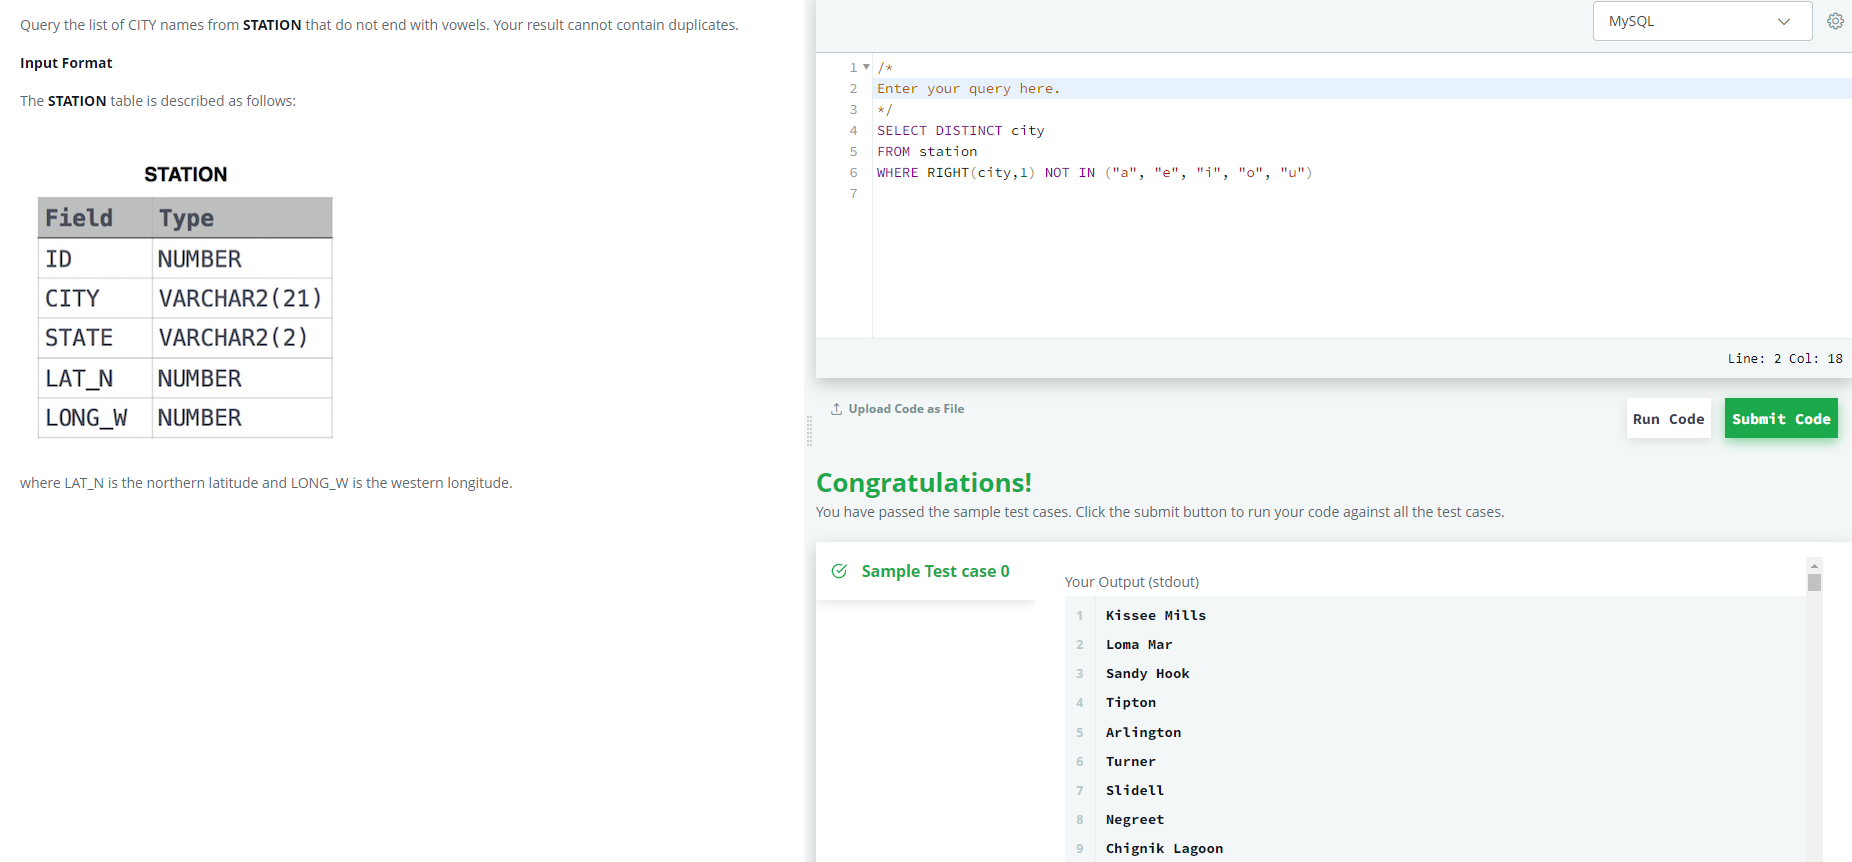 Query the list of CITY names from STATION that do not end with vowels. Your result cannot contain duplicates.
Input Format
The STATION table is described as follows:
STATION
Field Type
ID NUMBER
CITY VARCHAR2(21)
STATE VARCHAR2(2)
LAT_N NUMBER
LONG_W NUMBER
where LAT_N is the northern latitude and LONG_W is the western longitude.
MySQL
1 /*
2 Enter your query here.
3 */
4 SELECT DISTINCT city
5 FROM station
6 WHERE RIGHT(city,1) NOT IN ("a", "e", "i", "o", "u")
7
Line: 2 Col: 18
Upload Code as File
Run Code
Submit Code
Congratulations!
You have passed the sample test cases. Click the submit button to run your code against all the test cases.
Sample Test case 0
Your Output (stdout)
1 Kissee Mills
2 Loma Mar
3 Sandy Hook
4 Tipton
5 Arlington
6 Turner
7 Slidell
8 Negreet
9 Chignik Lagoon